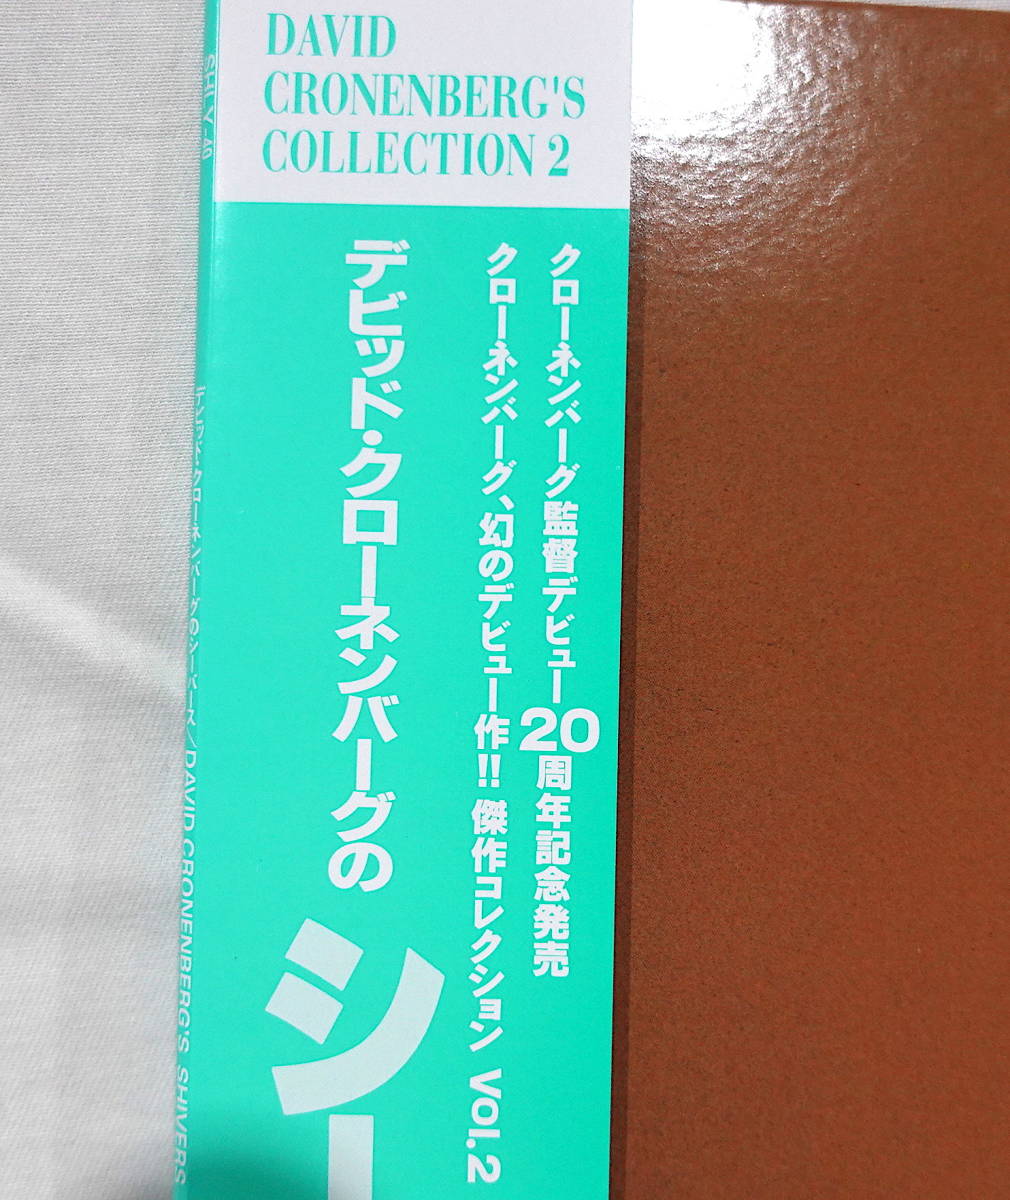 DAVID
CRONENBERG'S
COLLECTION 2
クローネンバーグ監督デビュー20周年記念発売
クローネンバーグ、幻のデビュー作!! 傑作コレクション Vol.2
デビッド・クローネンバーグの
シー
デビッド・クローネンバーグのシーバース／DAVID CRONENBERG'S SHIVERS